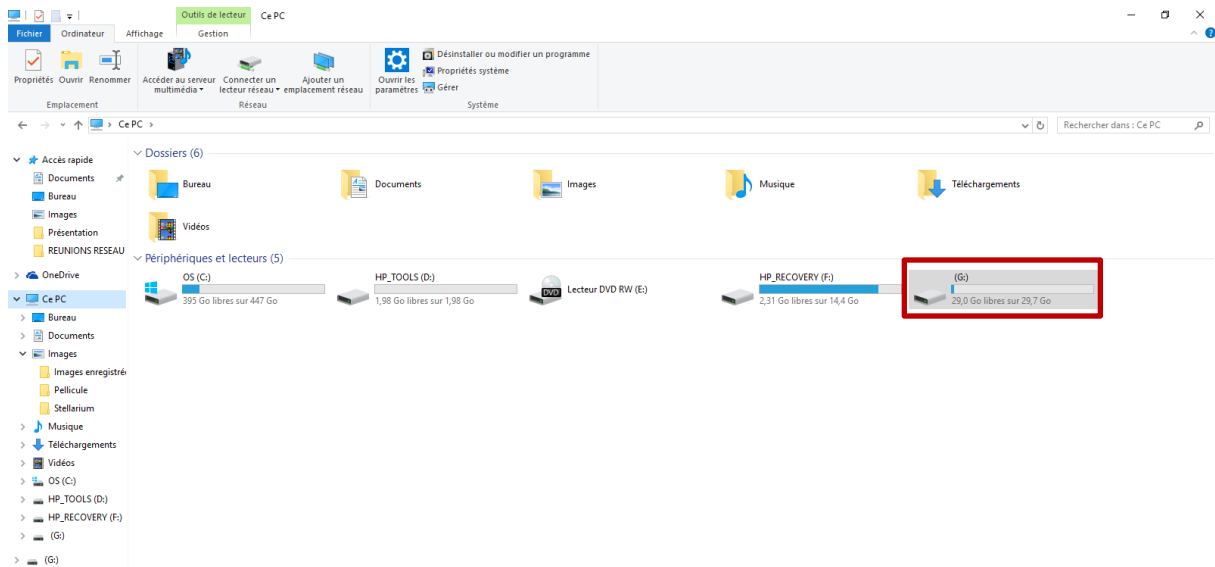 Outils de lecteur Ce PC
Fichier Ordinateur Affichage Gestion
Propriétés Ouvrir Renommer
Accéder au serveur multimédia
Connecter un lecteur réseau
Ajouter un emplacement réseau
Ouvrir les paramètres
Désinstaller ou modifier un programme
Propriétés système
Gérer
Emplacement Réseau Système
Ce PC
Rechercher dans : Ce PC
Accès rapide
Documents
Bureau
Images
Présentation
REUNIONS RESEAU
OneDrive
Ce PC
Bureau
Documents
Images
Images enregistrée
Pellicule
Stellarium
Musique
Téléchargements
Vidéos
OS (C:)
HP_TOOLS (D:)
HP_RECOVERY (F:)
(G:)
(G:)
Dossiers (6)
Bureau Documents Images Musique Téléchargements
Vidéos
Périphériques et lecteurs (5)
OS (C:)
395 Go libres sur 447 Go
HP_TOOLS (D:)
1,98 Go libres sur 1,98 Go
DVD
Lecteur DVD RW (E:)
HP_RECOVERY (F:)
2,31 Go libres sur 14,4 Go
(G:)
29,0 Go libres sur 29,7 Go